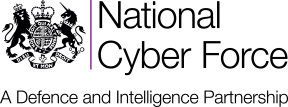 National
Cyber Force
A Defence and Intelligence Partnership